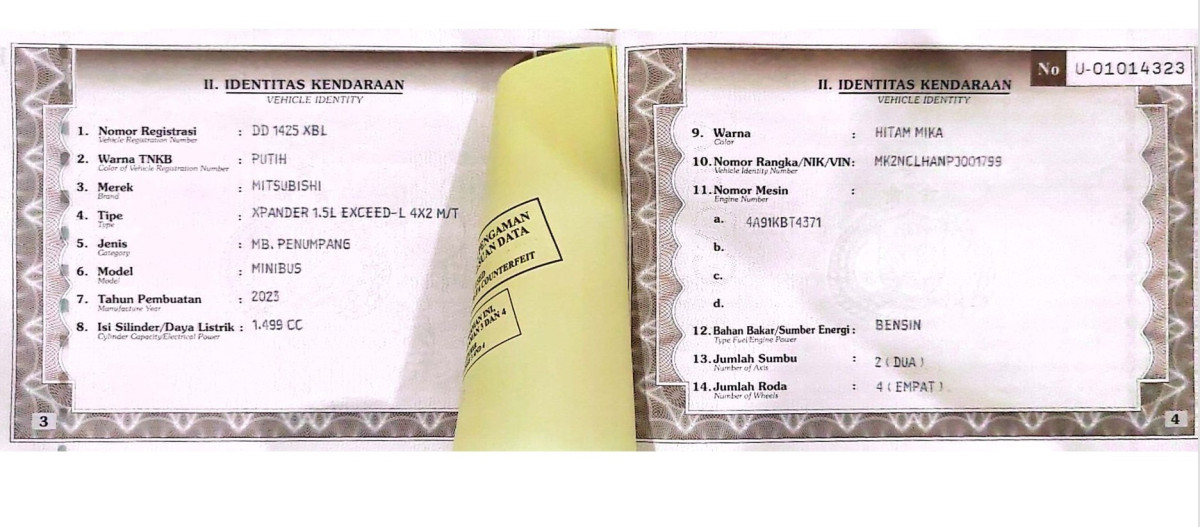 II. IDENTITAS KENDARAAN
VEHICLE IDENTITY
1. Nomor Registrasi : DD 1425 XBL
Vehicle Registration Number
2. Warna TNKB : PUTIH
Color of Vehicle Registration Number
3. Merek : MITSUBISHI
Brand
4. Tipe : XPANDER 1.5L EXCEED-L 4X2 M/T
Type
5. Jenis : MB. PENUMPANG
Category
6. Model : MINIBUS
Model
7. Tahun Pembuatan : 2023
Manufacture Year
8. Isi Silinder/Daya Listrik : 1.499 CC
Cylinder Capacity/Electrical Power
3
DATA
COUNTERFEIT
3 DAN 4
No U-01014323
II. IDENTITAS KENDARAAN
VEHICLE IDENTITY
9. Warna : HITAM MIKA
Color
10. Nomor Rangka/NIK/VIN : MK2NCLHANPJ001799
Vehicle Identity Number
11. Nomor Mesin :
Engine Number
a. 4A91KBT4371
b.
c.
d.
12. Bahan Bakar/Sumber Energi : BENSIN
Type Fuel/Engine Power
13. Jumlah Sumbu : 2 ( DUA )
Number of Axis
14. Jumlah Roda : 4 ( EMPAT )
Number of Wheels
4